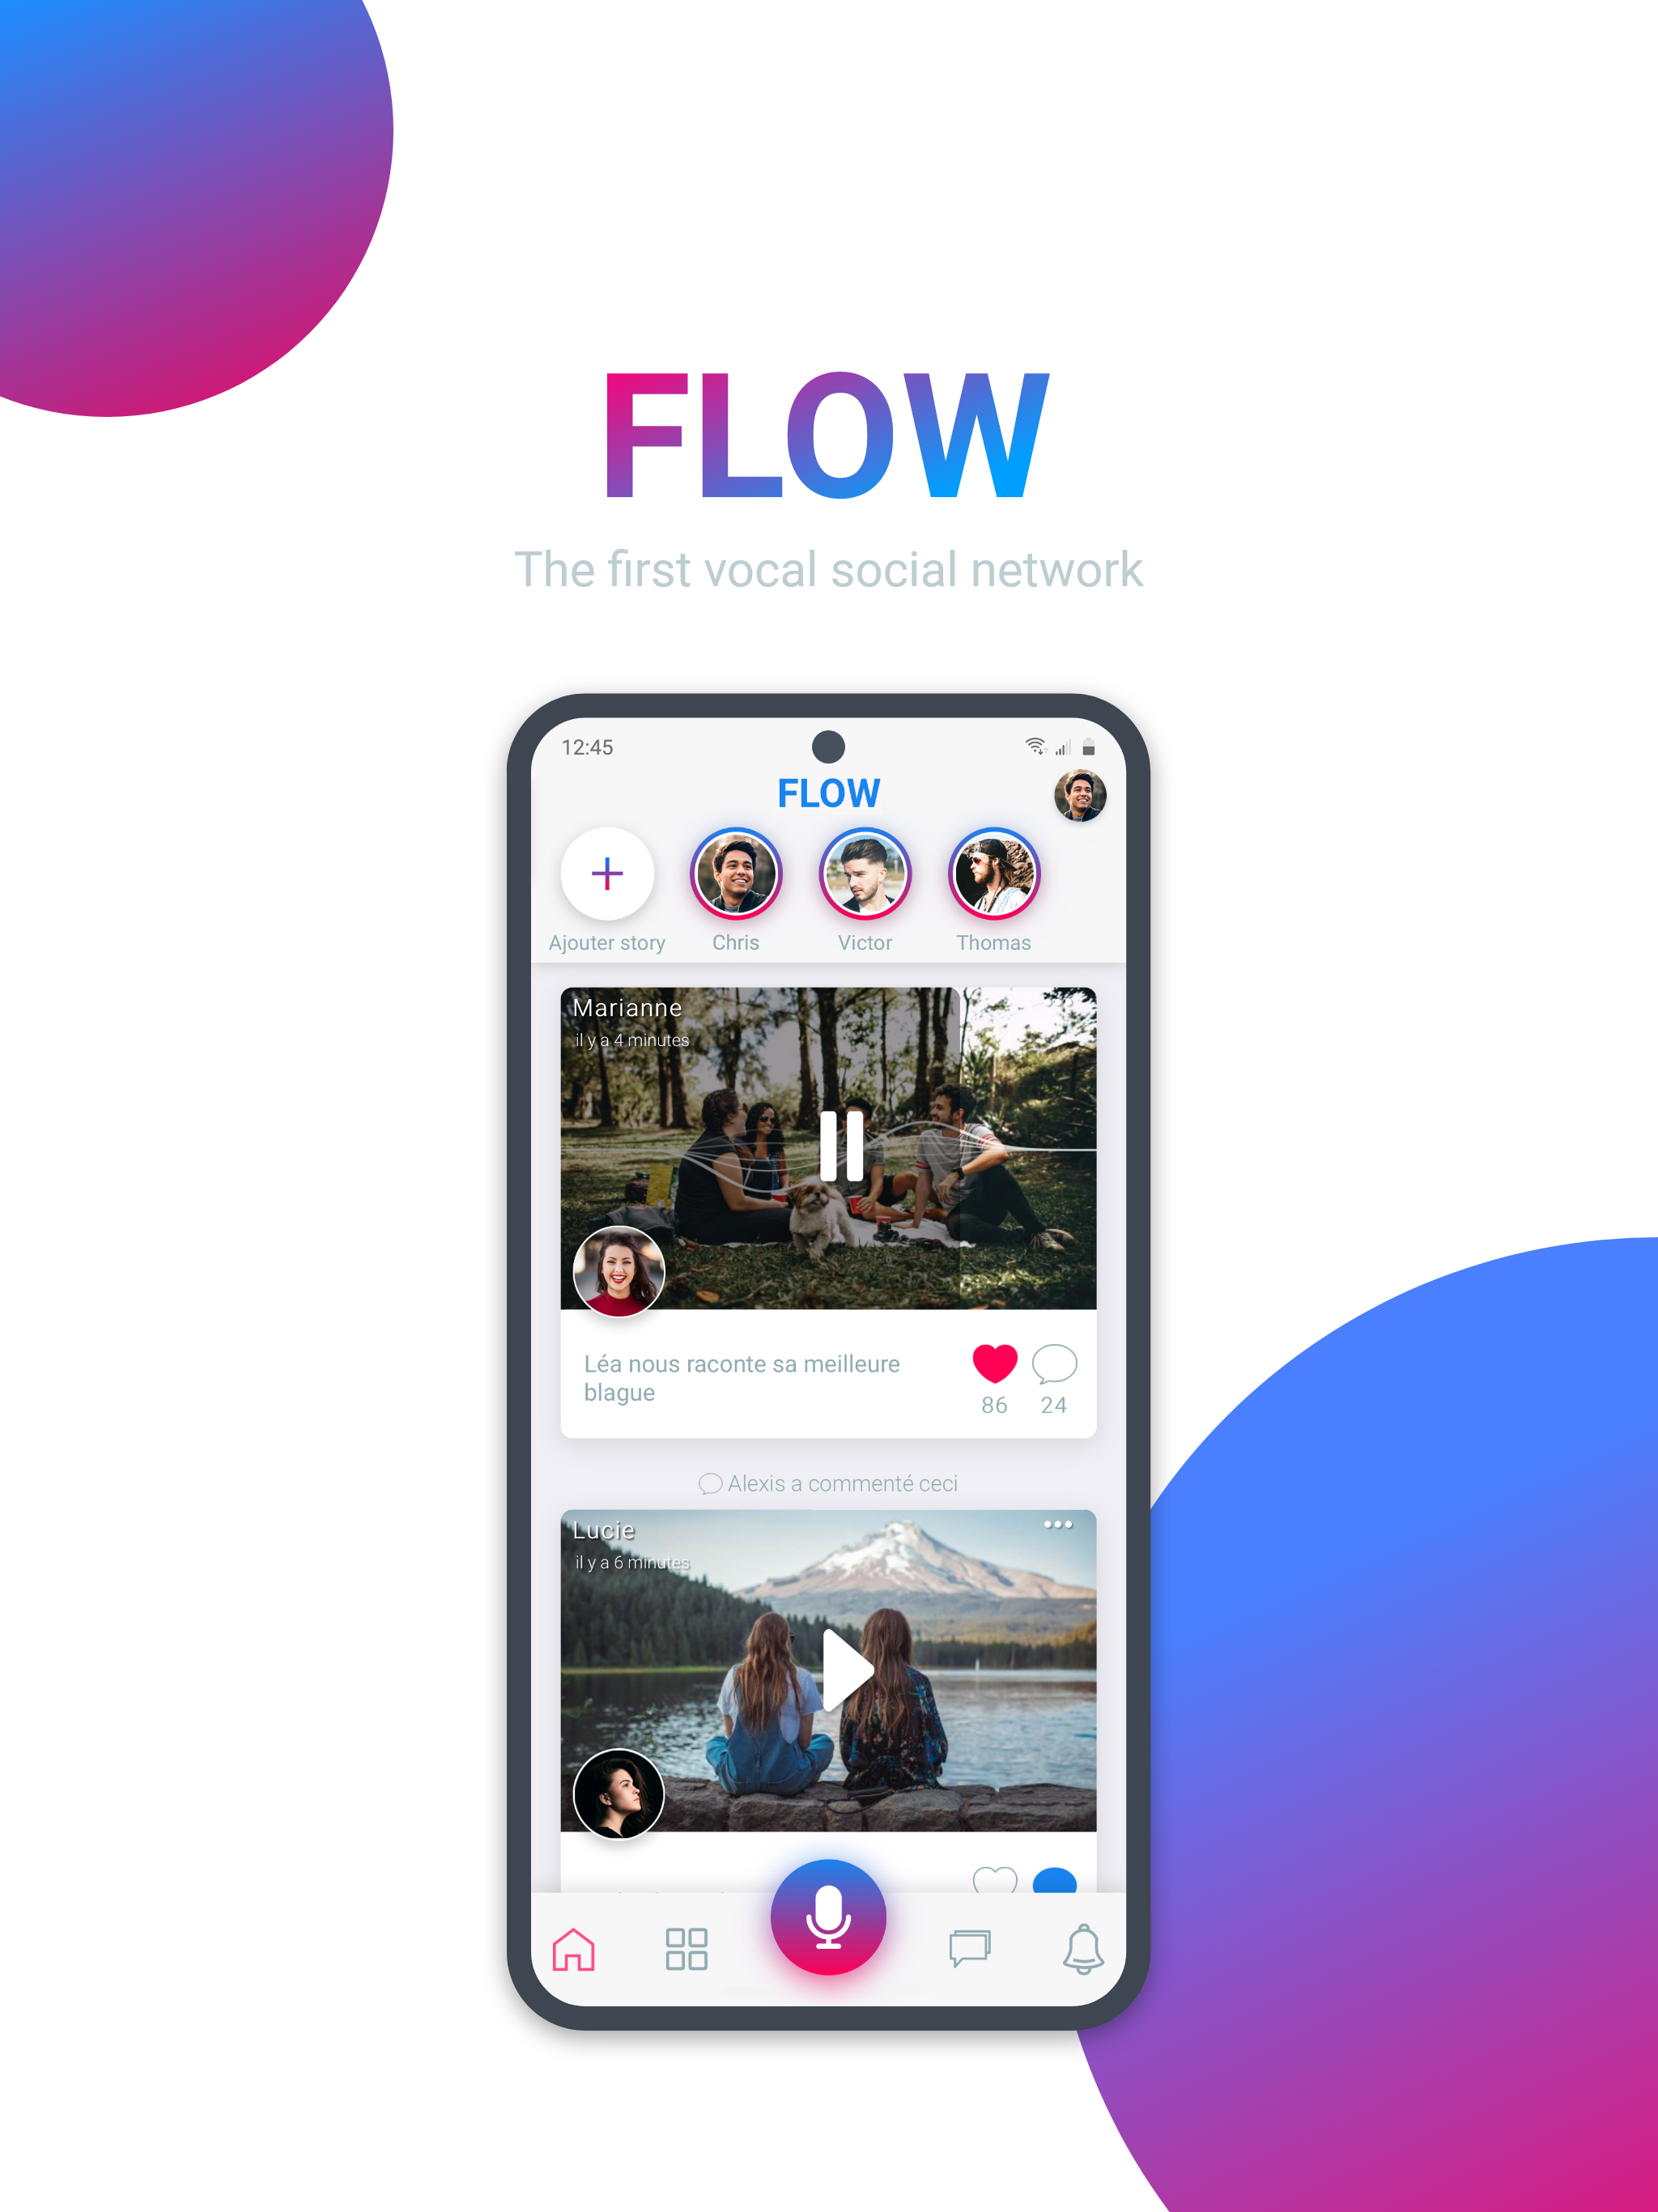 FLOW
The first vocal social network
12:45
FLOW
Ajouter story
Chris
Victor
Thomas
Marianne
il y a 4 minutes
Léa nous raconte sa meilleure
blague
86
24
Alexis a commenté ceci
Lucie
il y a 6 minutes